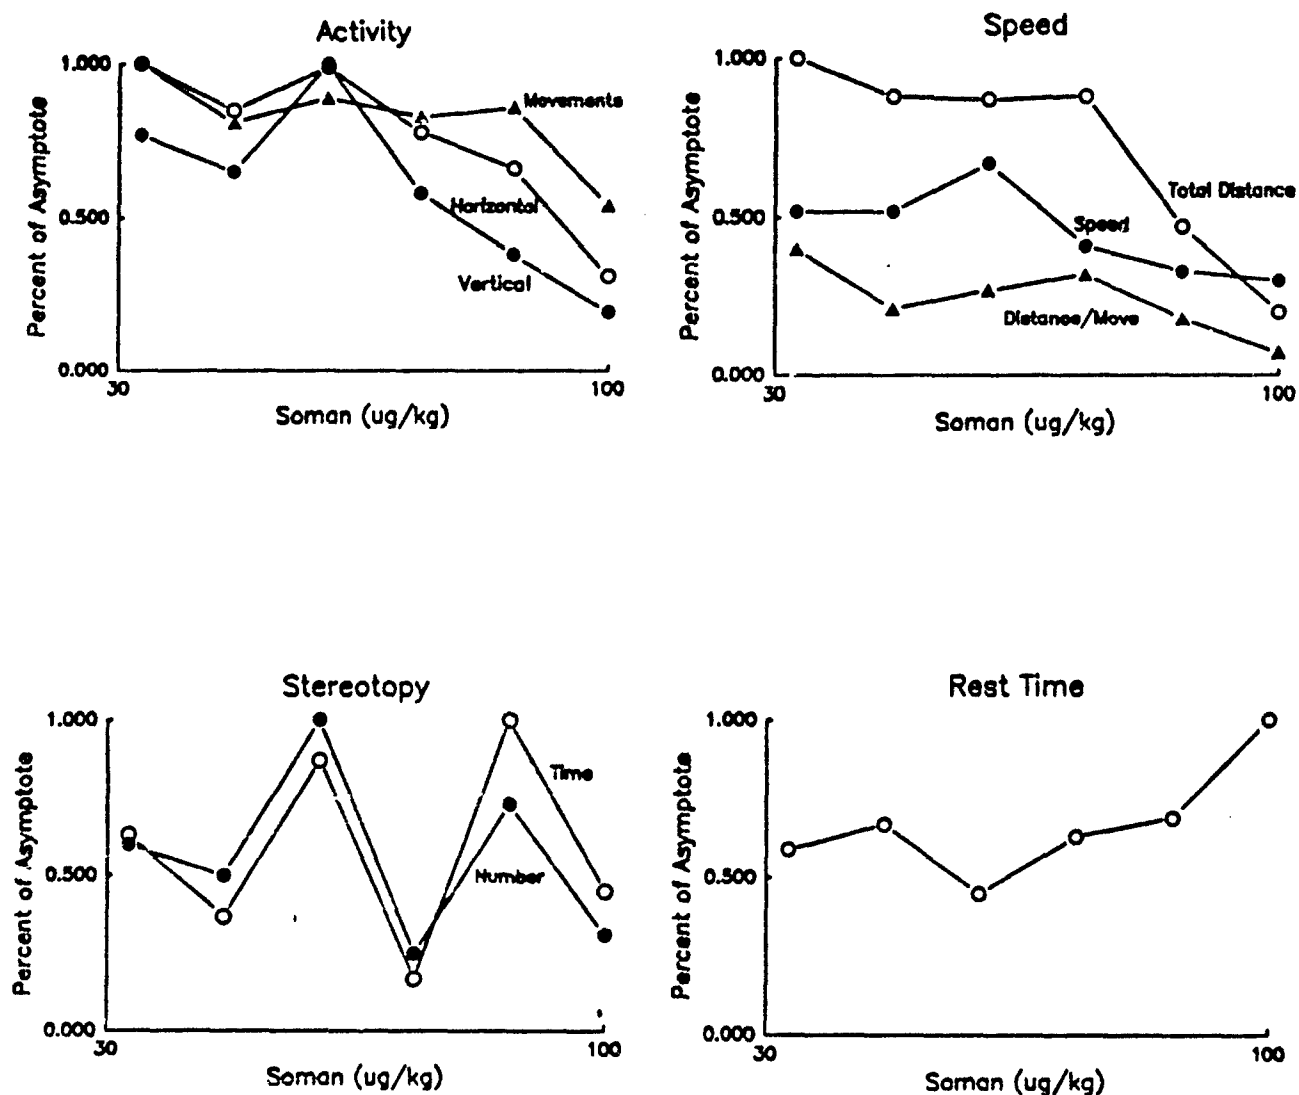 Activity
1.000
Percent of Asymptote
0.500
0.000
30
100
Soman (ug/kg)
Movements
Horizontal
Vertical
Speed
1.000
Percent of Asymptote
0.500
0.000
30
100
Soman (ug/kg)
Total Distance
Speed
Distance/Move
Stereotopy
1.000
Percent of Asymptote
0.500
0.000
30
100
Soman (ug/kg)
Time
Number
Rest Time
1.000
Percent of Asymptote
0.500
0.000
30
100
Soman (ug/kg)